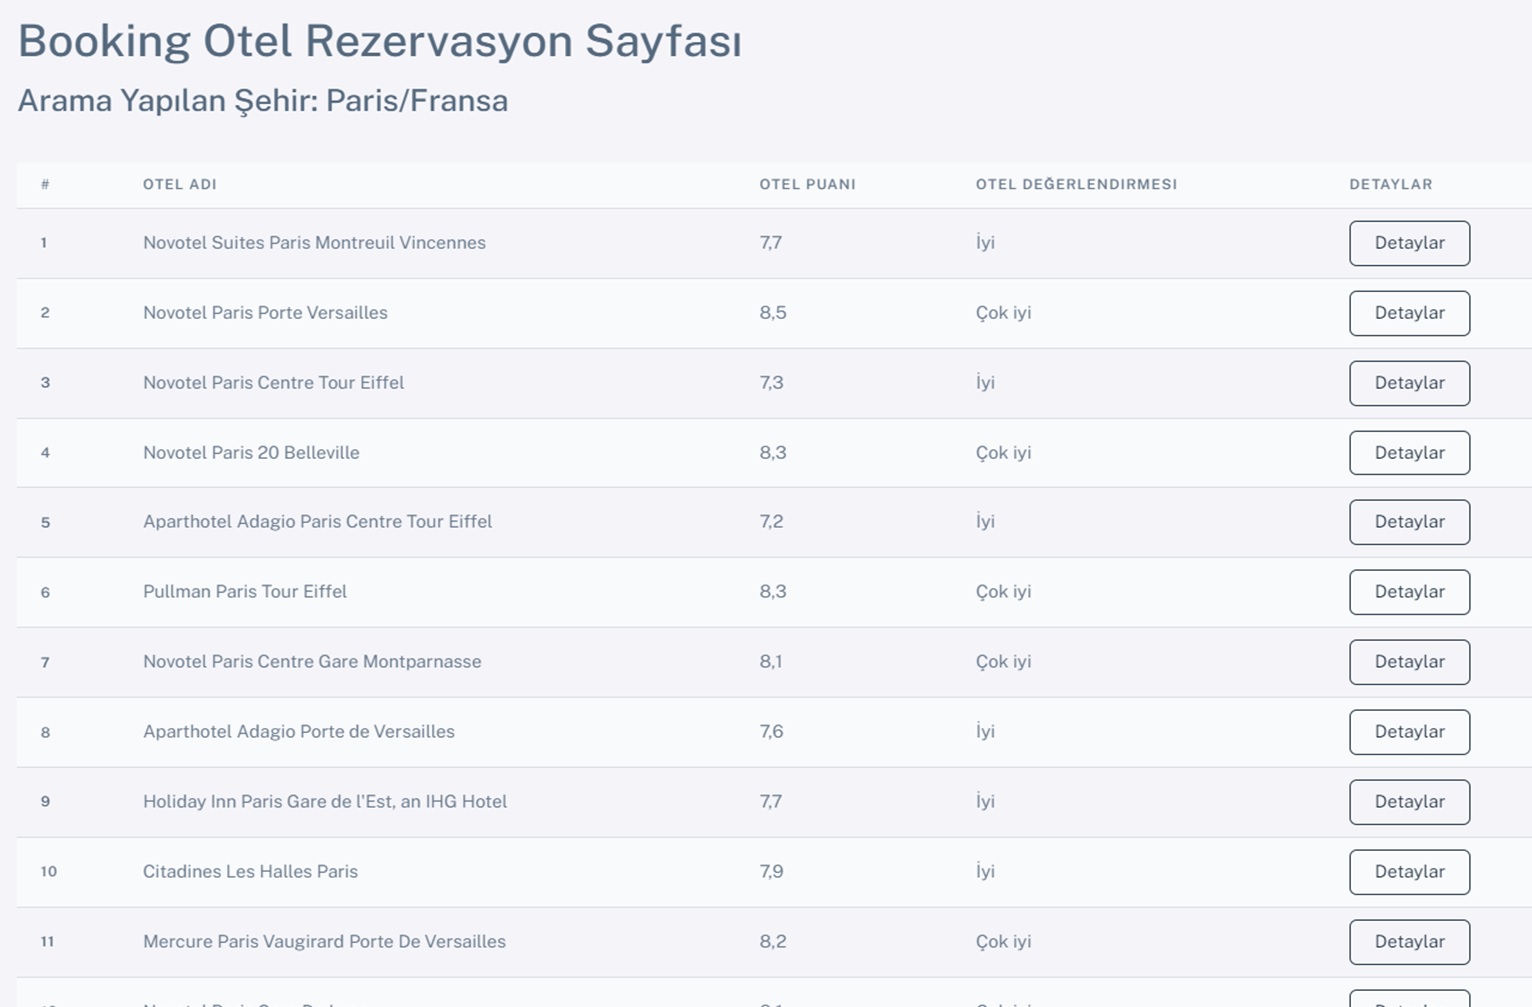 Booking Otel Rezervasyon Sayfası
Arama Yapılan Şehir: Paris/Fransa
# OTEL ADI OTEL PUANI OTEL DEĞERLENDİRMESI DETAYLAR
1 Novotel Suites Paris Montreuil Vincennes 7,7 İyi Detaylar
2 Novotel Paris Porte Versailles 8,5 Çok iyi Detaylar
3 Novotel Paris Centre Tour Eiffel 7,3 İyi Detaylar
4 Novotel Paris 20 Belleville 8,3 Çok iyi Detaylar
5 Aparthotel Adagio Paris Centre Tour Eiffel 7,2 İyi Detaylar
6 Pullman Paris Tour Eiffel 8,3 Çok iyi Detaylar
7 Novotel Paris Centre Gare Montparnasse 8,1 Çok iyi Detaylar
8 Aparthotel Adagio Porte de Versailles 7,6 İyi Detaylar
9 Holiday Inn Paris Gare de l'Est, an IHG Hotel 7,7 İyi Detaylar
10 Citadines Les Halles Paris 7,9 İyi Detaylar
11 Mercure Paris Vaugirard Porte De Versailles 8,2 Çok iyi Detaylar